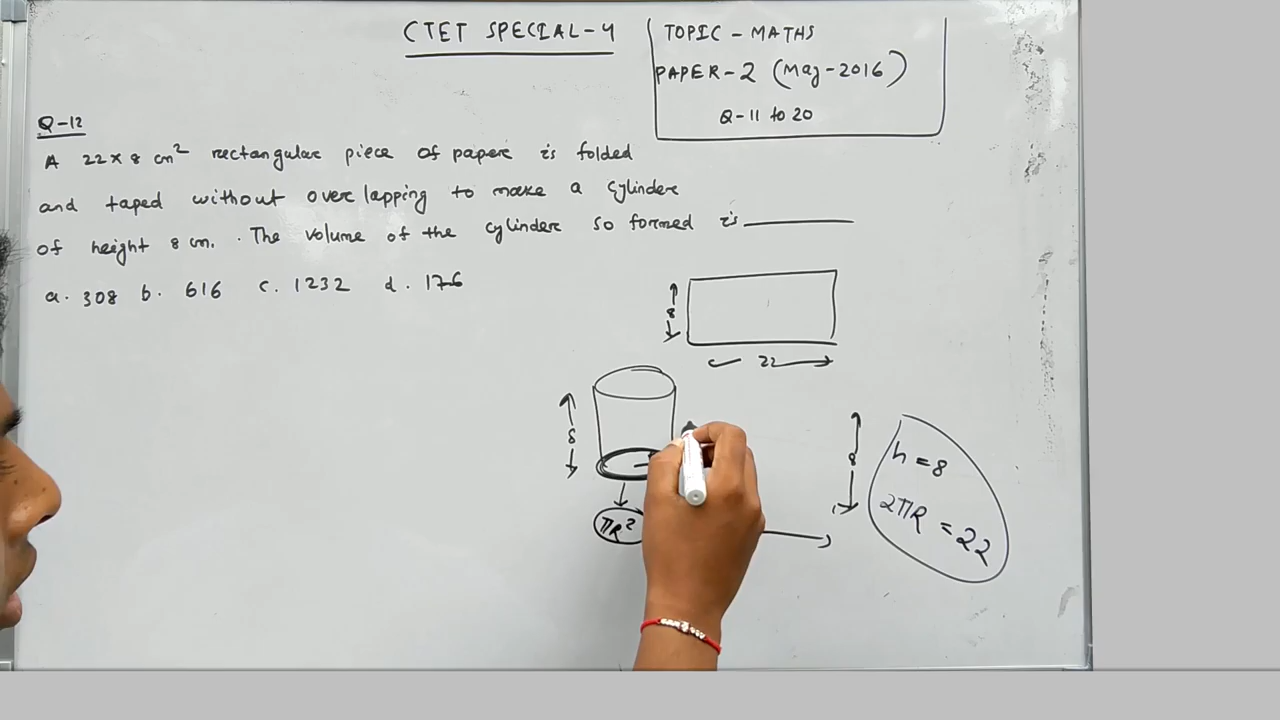 CTET SPECIAL-4
TOPIC - MATHS
PAPER-2 (May-2016)
Q-11 to 20
Q-12
A 22 x 8 cm² rectangular piece of paper is folded
and taped without over lapping to make a cylinder
of height 8 cm. . The volume of the cylinder so formed is
a. 308 b. 616 c. 1232 d. 176
8
22
8
πR²
8
h = 8
2πR = 22